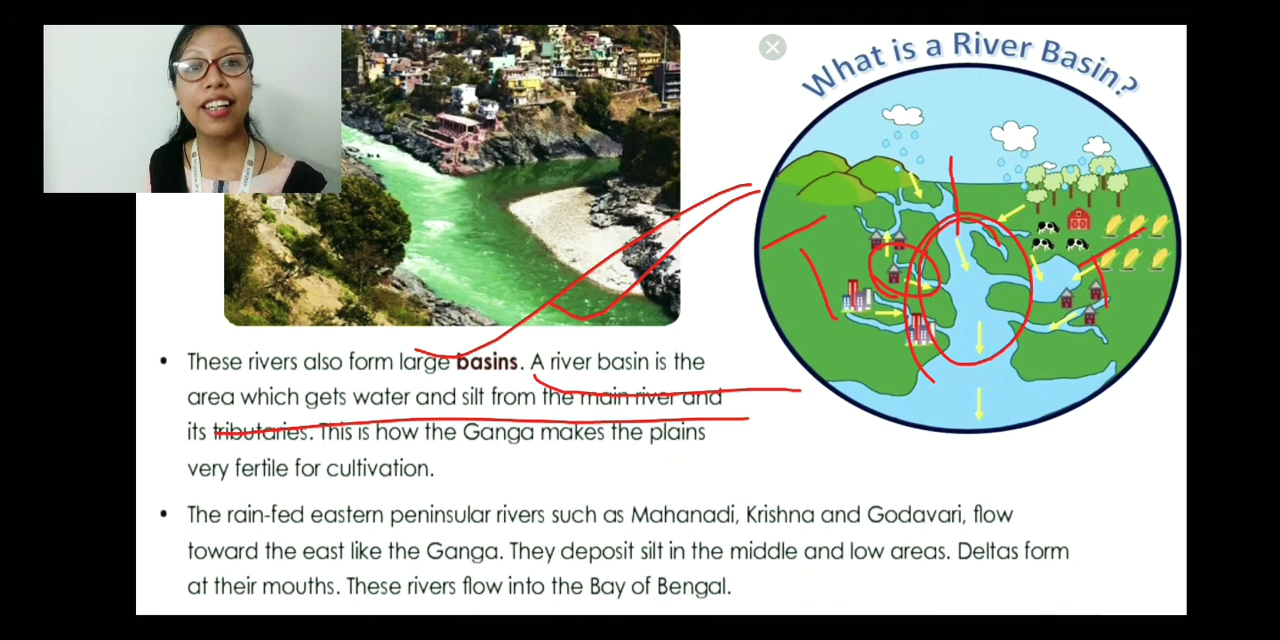 What is a River Basin?
• These rivers also form large basins. A river basin is the
area which gets water and silt from the main river and
its tributaries. This is how the Ganga makes the plains
very fertile for cultivation.
• The rain-fed eastern peninsular rivers such as Mahanadi, Krishna and Godavari, flow
toward the east like the Ganga. They deposit silt in the middle and low areas. Deltas form
at their mouths. These rivers flow into the Bay of Bengal.